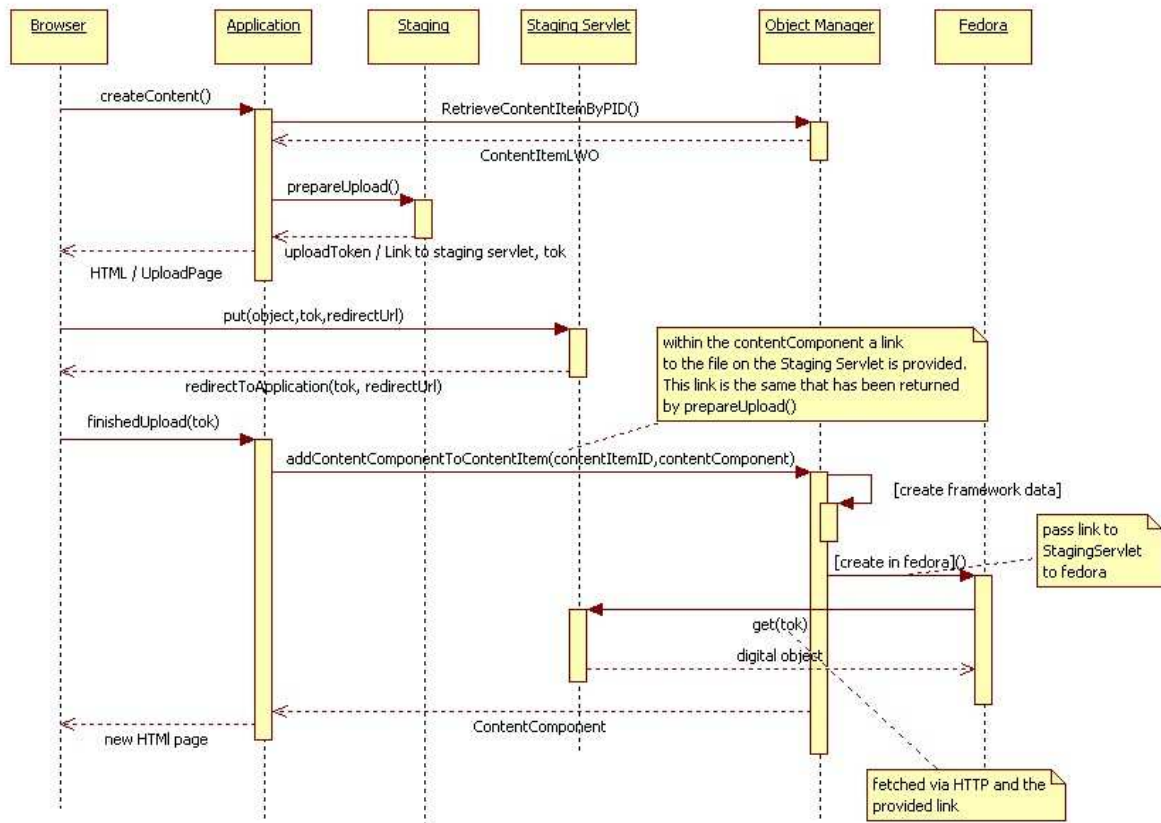 Browser
Application
Staging
Staging Servlet
Object Manager
Fedora
createContent()
RetrieveContentItemByPID()
ContentItemLWO
prepareUpload()
uploadToken / Link to staging servlet, tok
HTML / UploadPage
put(object,tok,redirectUrl)
within the contentComponent a link
to the file on the Staging Servlet is provided.
This link is the same that has been returned
by prepareUpload()
redirectToApplication(tok, redirectUrl)
finishedUpload(tok)
addContentComponentToContentItem(contentItemID,contentComponent)
[create framework data]
pass link to
StagingServlet
to fedora
[create in fedora]()
get(tok)
digital object
ContentComponent
new HTMl page
fetched via HTTP and the
provided link